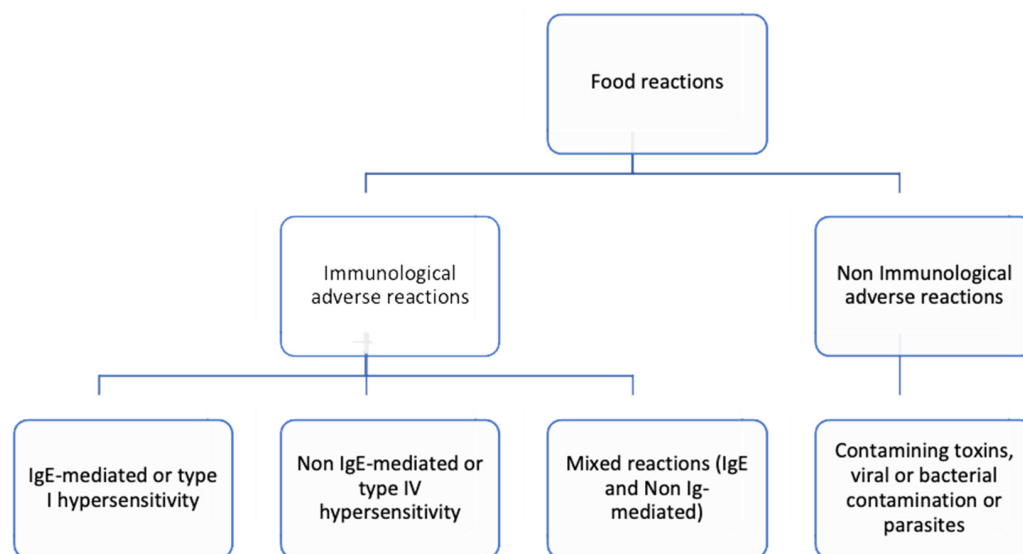 Food reactions
Immunological
adverse reactions
Non Immunological
adverse reactions
IgE-mediated or type
I hypersensitivity
Non IgE-mediated or
type IV
hypersensitivity
Mixed reactions (IgE
and Non Ig-
mediated)
Contamining toxins,
viral or bacterial
contamination or
parasites